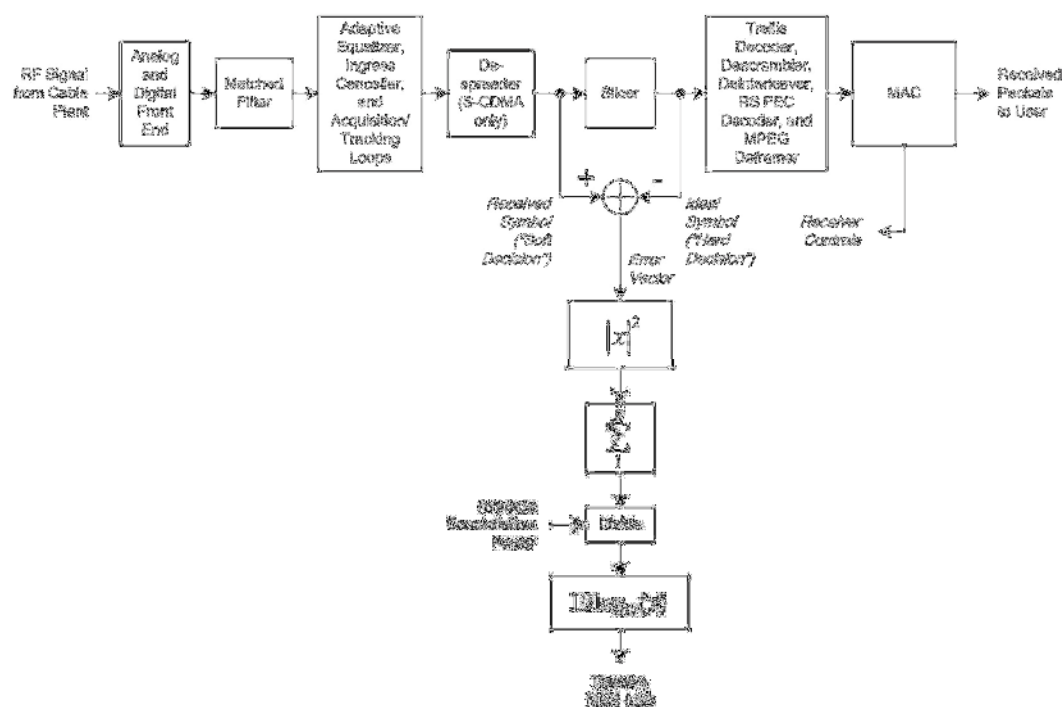 RF Signal
from Cable
Plant
Analog
and
Digital
Front
End
Matched
Filter
Adaptive
Equalizer,
Ingress
Canceller,
and
Acquisition/
Tracking
Loops
De-
spreader
(S-CDMA
only)
Slicer
Trellis
Decoder,
Descrambler,
Deinterleaver,
RS FEC
Decoder, and
MPEG
Deframer
MAC
Received
Packets
to User
+
-
Received
Symbol
("Soft
Decision")
Ideal
Symbol
("Hard
Decision")
Error
Vector
Receiver
Controls
|x|²
Divide